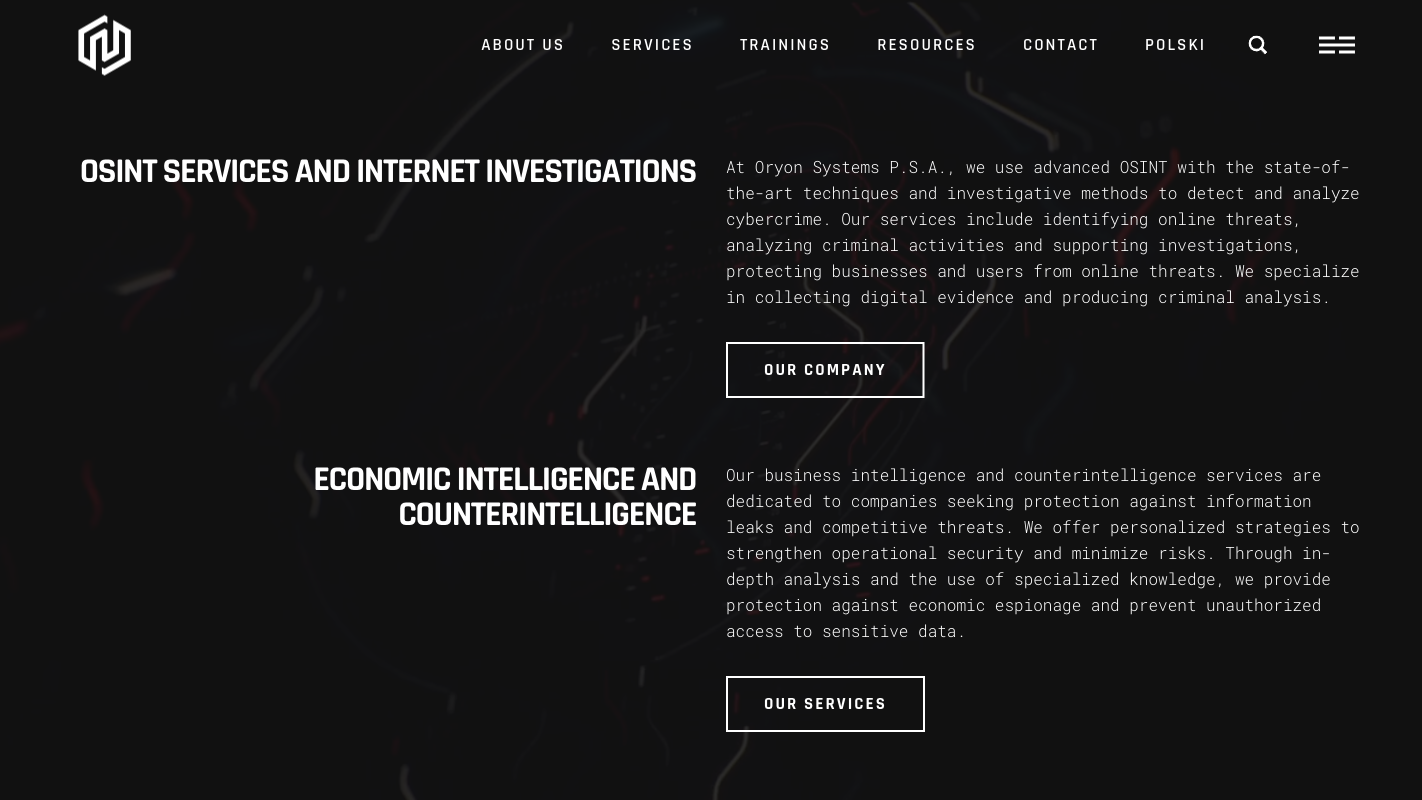 ABOUT US SERVICES TRAININGS RESOURCES CONTACT POLSKI
OSINT SERVICES AND INTERNET INVESTIGATIONS
At Oryon Systems P.S.A., we use advanced OSINT with the state-of-
the-art techniques and investigative methods to detect and analyze
cybercrime. Our services include identifying online threats,
analyzing criminal activities and supporting investigations,
protecting businesses and users from online threats. We specialize
in collecting digital evidence and producing criminal analysis.
OUR COMPANY
ECONOMIC INTELLIGENCE AND
COUNTERINTELLIGENCE
Our business intelligence and counterintelligence services are
dedicated to companies seeking protection against information
leaks and competitive threats. We offer personalized strategies to
strengthen operational security and minimize risks. Through in-
depth analysis and the use of specialized knowledge, we provide
protection against economic espionage and prevent unauthorized
access to sensitive data.
OUR SERVICES